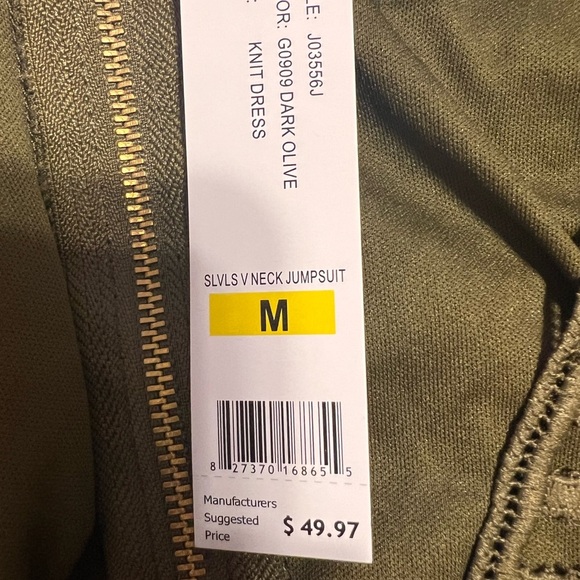 LE: J03556J
OR: G0909 DARK OLIVE
: KNIT DRESS
SLVLS V NECK JUMPSUIT
M
8 27370 16865 5
Manufacturers
Suggested
Price
$ 49.97